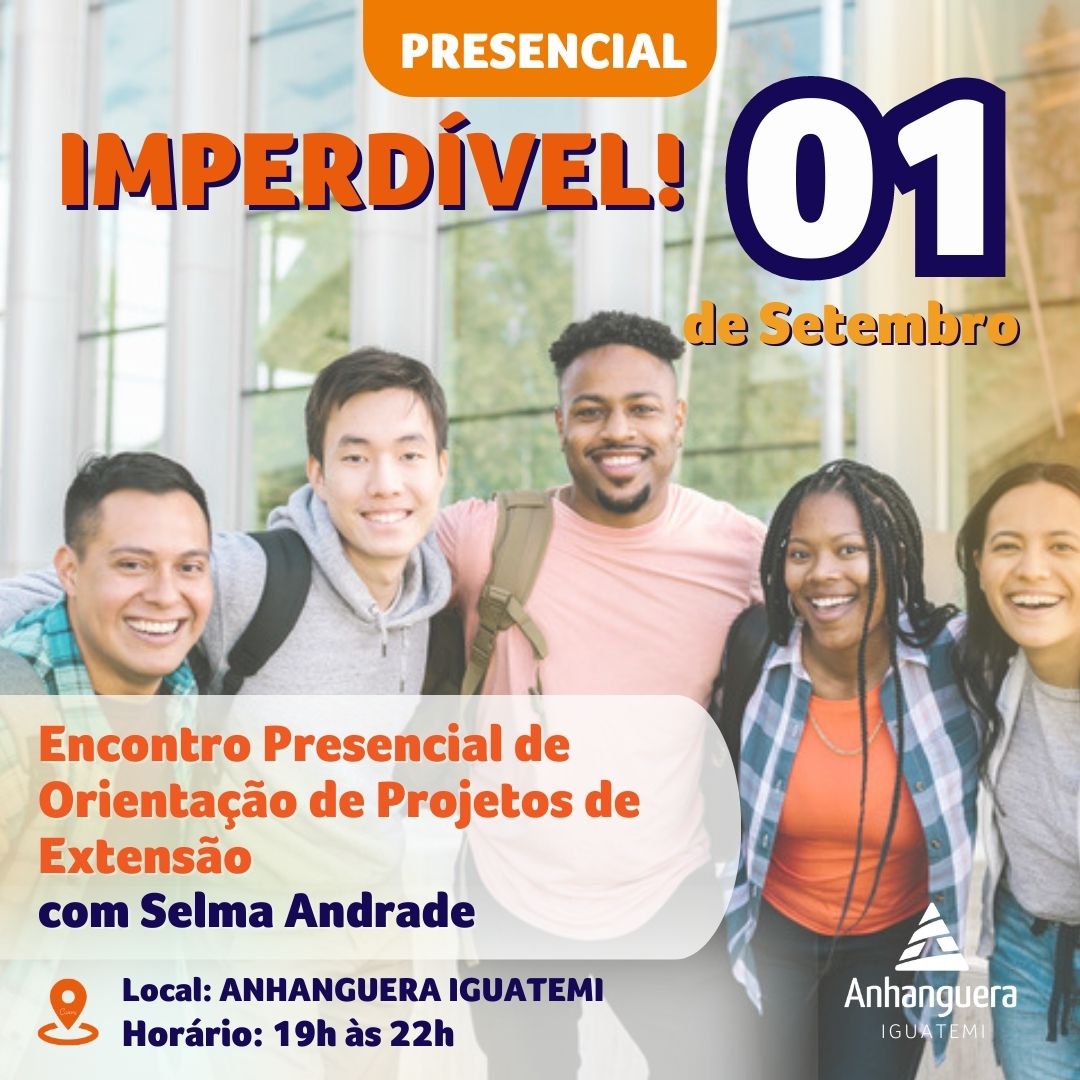 PRESENCIAL
IMPERDÍVEL!
01
de Setembro
Encontro Presencial de
Orientação de Projetos de
Extensão
com Selma Andrade
Local: ANHANGUERA IGUATEMI
Horário: 19h às 22h
Anhanguera
IGUATEMI